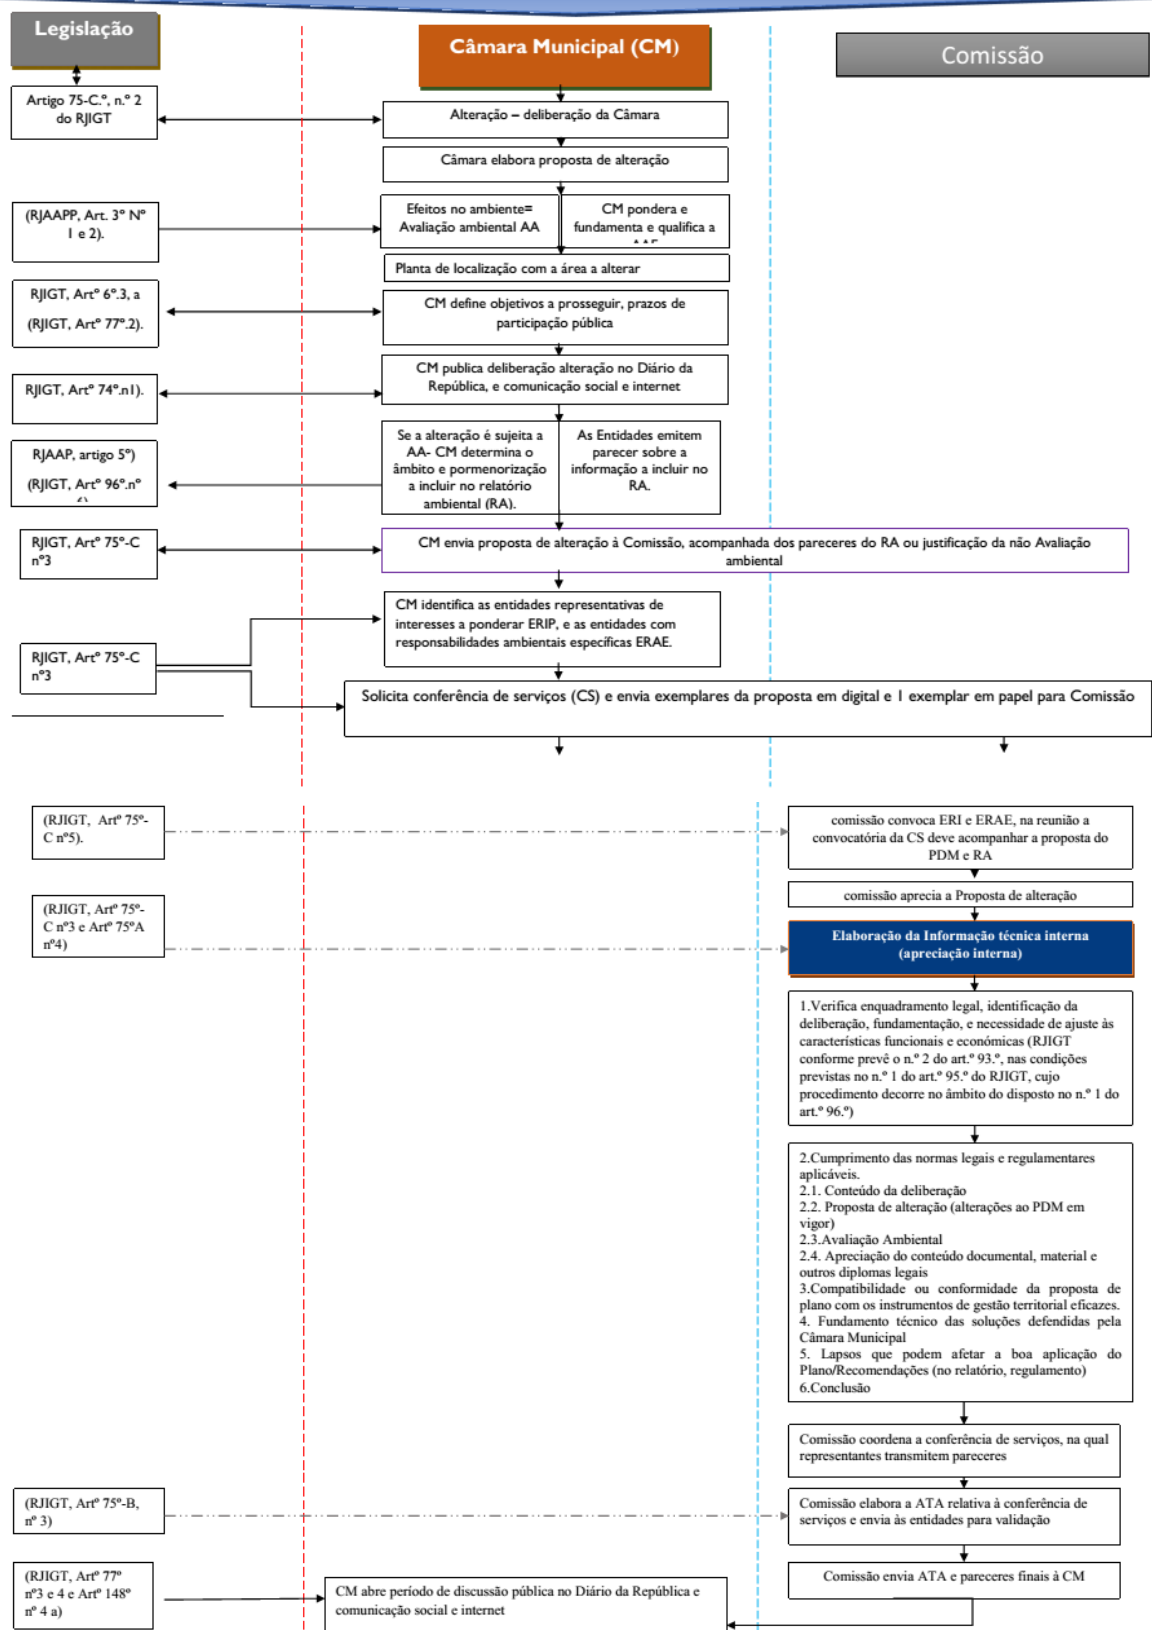 Legislação
Câmara Municipal (CM)
Comissão
Artigo 75-C.º, n.º 2
do RJIGT
Alteração – deliberação da Câmara
Câmara elabora proposta de alteração
(RJAAPP, Art. 3º Nº
1 e 2).
Efeitos no ambiente=
Avaliação ambiental AA
CM pondera e
fundamenta e qualifica a
Planta de localização com a área a alterar
RJIGT, Artº 6º.3, a
(RJIGT, Artº 77º.2).
CM define objetivos a prosseguir, prazos de
participação pública
RJIGT, Artº 74º.n1).
CM publica deliberação alteração no Diário da
República, e comunicação social e internet
RJAAP, artigo 5º)
(RJIGT, Artº 96º.nº
Se a alteração é sujeita a
AA- CM determina o
âmbito e pormenorização
a incluir no relatório
ambiental (RA).
As Entidades emitem
parecer sobre a
informação a incluir no
RA.
RJIGT, Artº 75º-C
nº3
CM envia proposta de alteração à Comissão, acompanhada dos pareceres do RA ou justificação da não Avaliação
ambiental
CM identifica as entidades representativas de
interesses a ponderar ERIP, e as entidades com
responsabilidades ambientais específicas ERAE.
RJIGT, Artº 75º-C
nº3
Solicita conferência de serviços (CS) e envia exemplares da proposta em digital e 1 exemplar em papel para Comissão
(RJIGT, Artº 75º-
C nº5).
comissão convoca ERI e ERAE, na reunião a
convocatória da CS deve acompanhar a proposta do
PDM e RA
(RJIGT, Artº 75º-
C nº3 e Artº 75ºA
nº4)
comissão aprecia a Proposta de alteração
Elaboração da Informação técnica interna
(apreciação interna)
1.Verifica enquadramento legal, identificação da
deliberação, fundamentação, e necessidade de ajuste às
características funcionais e económicas (RJIGT
conforme prevê o n.º 2 do art.º 93.º, nas condições
previstas no n.º 1 do art.º 95.º do RJIGT, cujo
procedimento decorre no âmbito do disposto no n.º 1 do
art.º 96.º)
2.Cumprimento das normas legais e regulamentares
aplicáveis.
2.1. Conteúdo da deliberação
2.2. Proposta de alteração (alterações ao PDM em
vigor)
2.3.Avaliação Ambiental
2.4. Apreciação do conteúdo documental, material e
outros diplomas legais
3.Compatibilidade ou conformidade da proposta de
plano com os instrumentos de gestão territorial eficazes.
4. Fundamento técnico das soluções defendidas pela
Câmara Municipal
5. Lapsos que podem afetar a boa aplicação do
Plano/Recomendações (no relatório, regulamento)
6.Conclusão
Comissão coordena a conferência de serviços, na qual
representantes transmitem pareceres
(RJIGT, Artº 75º-B,
nº 3)
Comissão elabora a ATA relativa à conferência de
serviços e envia às entidades para validação
(RJIGT, Artº 77º
nº3 e 4 e Artº 148º
nº 4 a)
Comissão envia ATA e pareceres finais à CM
CM abre período de discussão pública no Diário da República e
comunicação social e internet